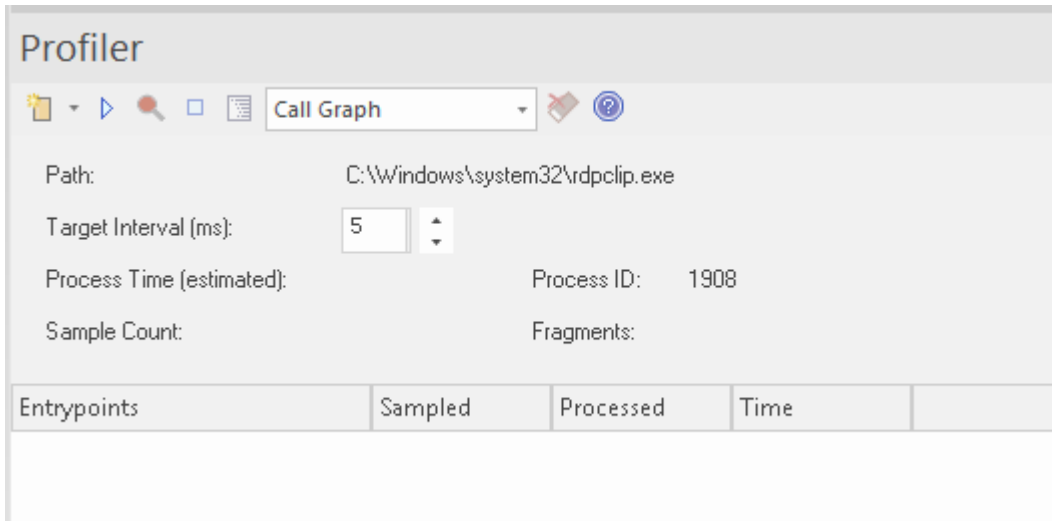 Profiler
Call Graph
Path: C:\Windows\system32\rdpclip.exe
Target Interval (ms): 5
Process Time (estimated): Process ID: 1908
Sample Count: Fragments:
Entrypoints Sampled Processed Time